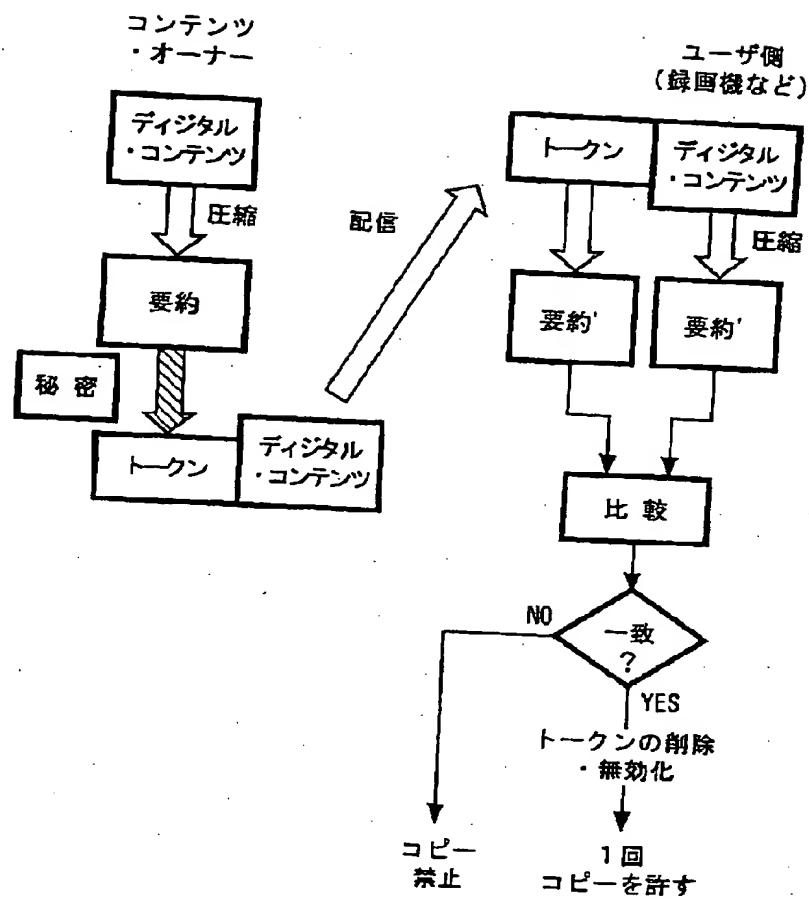 コンテンツ
・オーナー
ディジタル
・コンテンツ
圧縮
要約
秘密
トークン
ディジタル
・コンテンツ
配信
ユーザ側
(録画機など)
トークン
ディジタル
・コンテンツ
圧縮
要約'
要約'
比較
一致
?
NO
YES
トークンの削除
・無効化
コピー
禁止
1回
コピーを許す